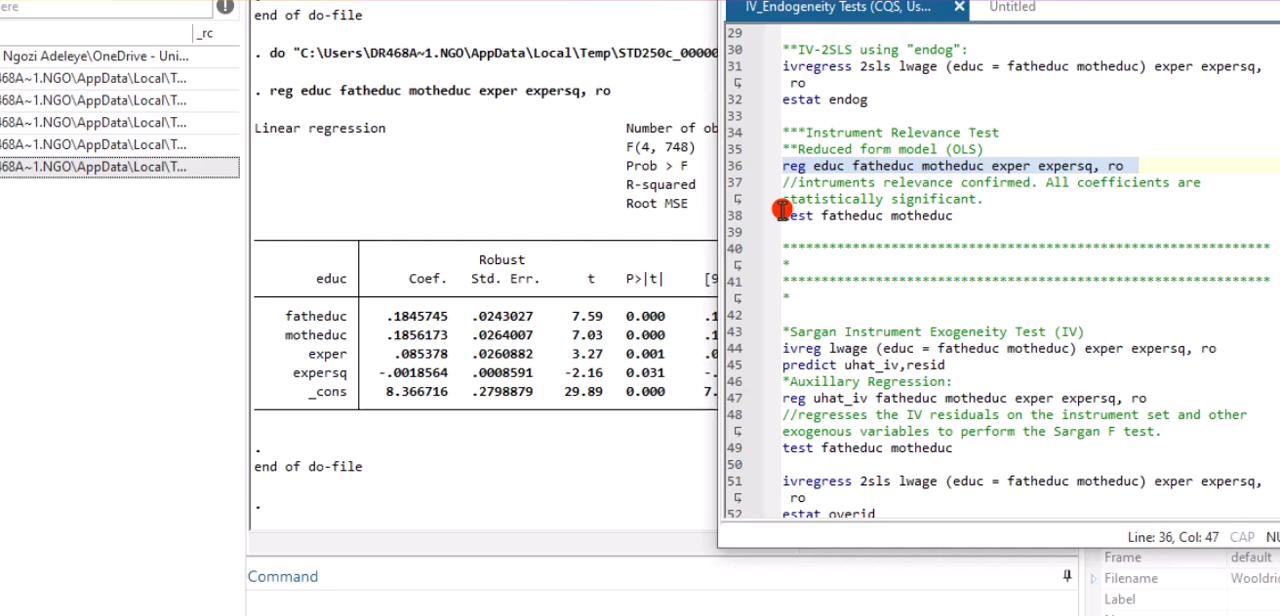 ere
_rc
Ngozi Adeleye\OneDrive - Uni...
468A~1.NGO\AppData\Local\T...
468A~1.NGO\AppData\Local\T...
468A~1.NGO\AppData\Local\T...
468A~1.NGO\AppData\Local\T...
468A~1.NGO\AppData\Local\T...
end of do-file
. do "C:\Users\DR468A~1.NGO\AppData\Local\Temp\STD250c_00000
. reg educ fatheduc motheduc exper expersq, ro
Linear regression Number of ob
F(4, 748)
Prob > F
R-squared
Root MSE
Robust
educ Coef. Std. Err. t P>|t| [9
fatheduc .1845745 .0243027 7.59 0.000 .1
motheduc .1856173 .0264007 7.03 0.000 .1
exper .085378 .0260882 3.27 0.001 .0
expersq -.0018564 .0008591 -2.16 0.031 -.
_cons 8.366716 .2798879 29.89 0.000 7.
.
end of do-file
.
Command
IV_Endogeneity Tests (CQS, Us... Untitled
29
30 **IV-2SLS using "endog":
31 ivregress 2sls lwage (educ = fatheduc motheduc) exper expersq,
ro
32 estat endog
33
34 ***Instrument Relevance Test
35 **Reduced form model (OLS)
36 reg educ fatheduc motheduc exper expersq, ro
37 //intruments relevance confirmed. All coefficients are
statistically significant.
38 test fatheduc motheduc
39
40 ***************************************************************
*
41 ***************************************************************
*
42
43 *Sargan Instrument Exogeneity Test (IV)
44 ivreg lwage (educ = fatheduc motheduc) exper expersq, ro
45 predict uhat_iv,resid
46 *Auxillary Regression:
47 reg uhat_iv fatheduc motheduc exper expersq, ro
48 //regresses the IV residuals on the instrument set and other
exogenous variables to perform the Sargan F test.
49 test fatheduc motheduc
50
51 ivregress 2sls lwage (educ = fatheduc motheduc) exper expersq,
ro
52 estat overid
Line: 36, Col: 47 CAP NU
Frame default
Filename Wooldri
Label